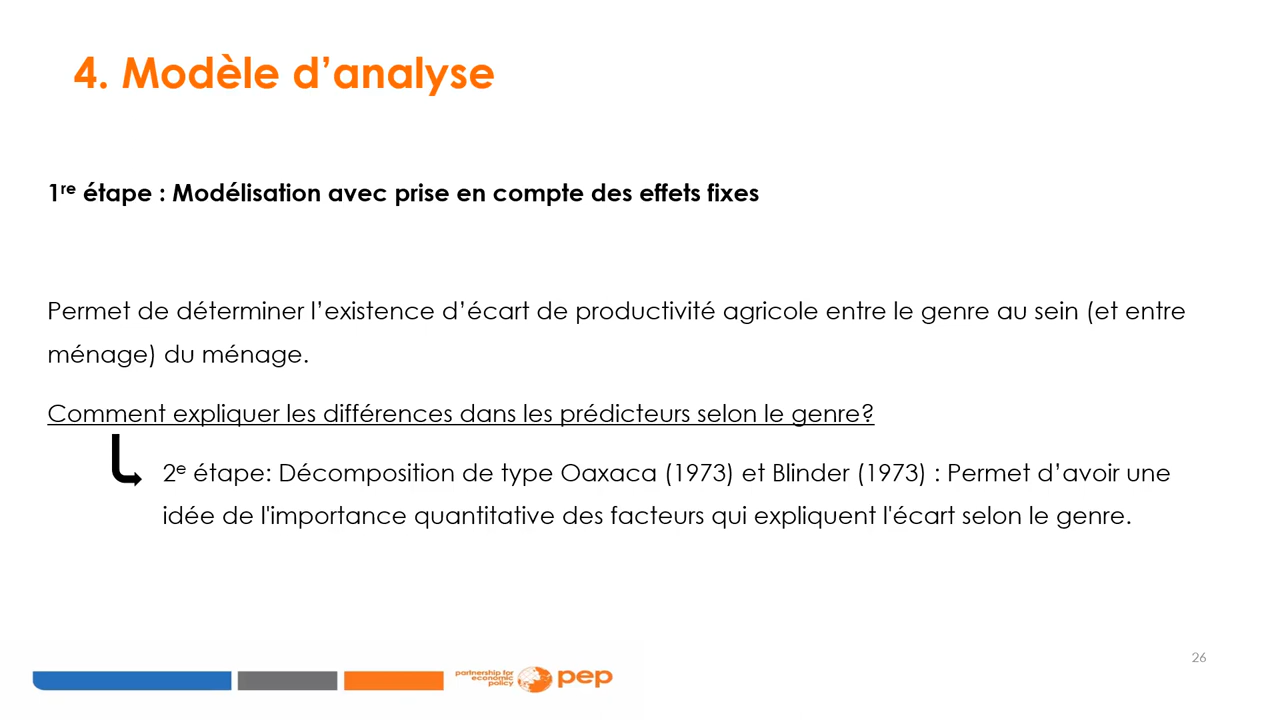 4. Modèle d’analyse
1re étape : Modélisation avec prise en compte des effets fixes
Permet de déterminer l’existence d’écart de productivité agricole entre le genre au sein (et entre
ménage) du ménage.
Comment expliquer les différences dans les prédicteurs selon le genre?
2e étape: Décomposition de type Oaxaca (1973) et Blinder (1973) : Permet d’avoir une
idée de l'importance quantitative des facteurs qui expliquent l'écart selon le genre.
26
partnership for
economic
policy
pep